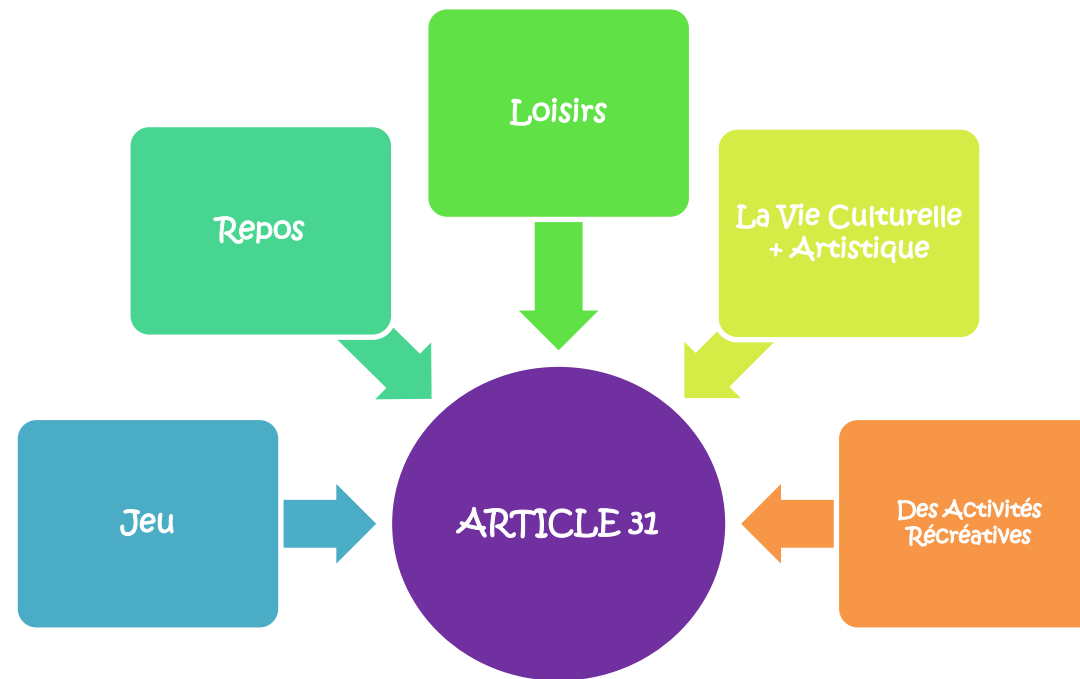 Loisirs
Repos
La Vie Culturelle
+ Artistique
Jeu
ARTICLE 31
Des Activités
Récréatives